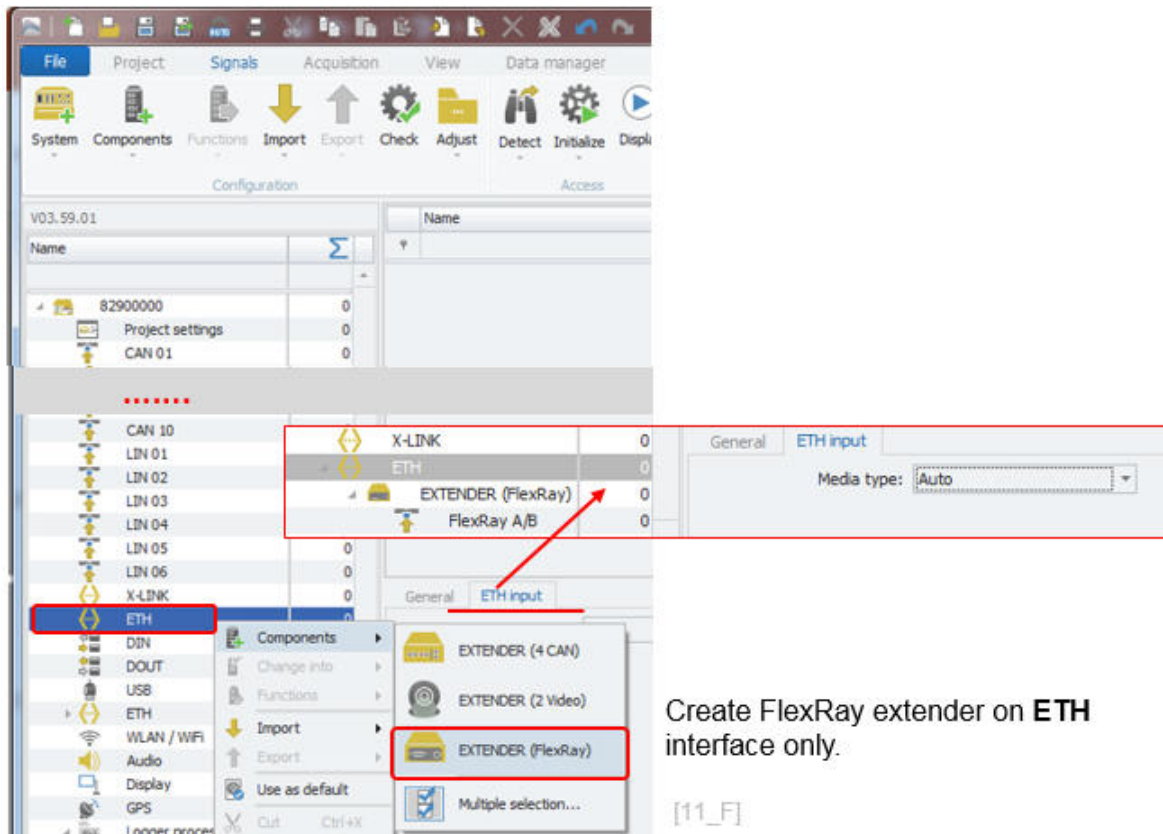 AUTO
File Project Signals Acquisition View Data manager
System Components Functions Import Export Check Adjust Detect Initialize
Configuration Access
V03.59.01 Name
Name Σ
82900000 0
Project settings 0
CAN 01 0
.......
CAN 10
LIN 01
LIN 02
LIN 03
LIN 04
LIN 05 0
LIN 06 0
X-LINK 0
ETH 0
DIN
DOUT
USB
ETH
WLAN / WiFi
Audio
Display
GPS
X-LINK 0
ETH 0
EXTENDER (FlexRay) 0
FlexRay A/B 0
General ETH input
Media type: Auto
General ETH input
Components
Change into
Functions
Import
Export
Use as default
Cut Ctrl+X
EXTENDER (4 CAN)
EXTENDER (2 Video)
EXTENDER (FlexRay)
Multiple selection...
Create FlexRay extender on ETH
interface only.
[11_F]